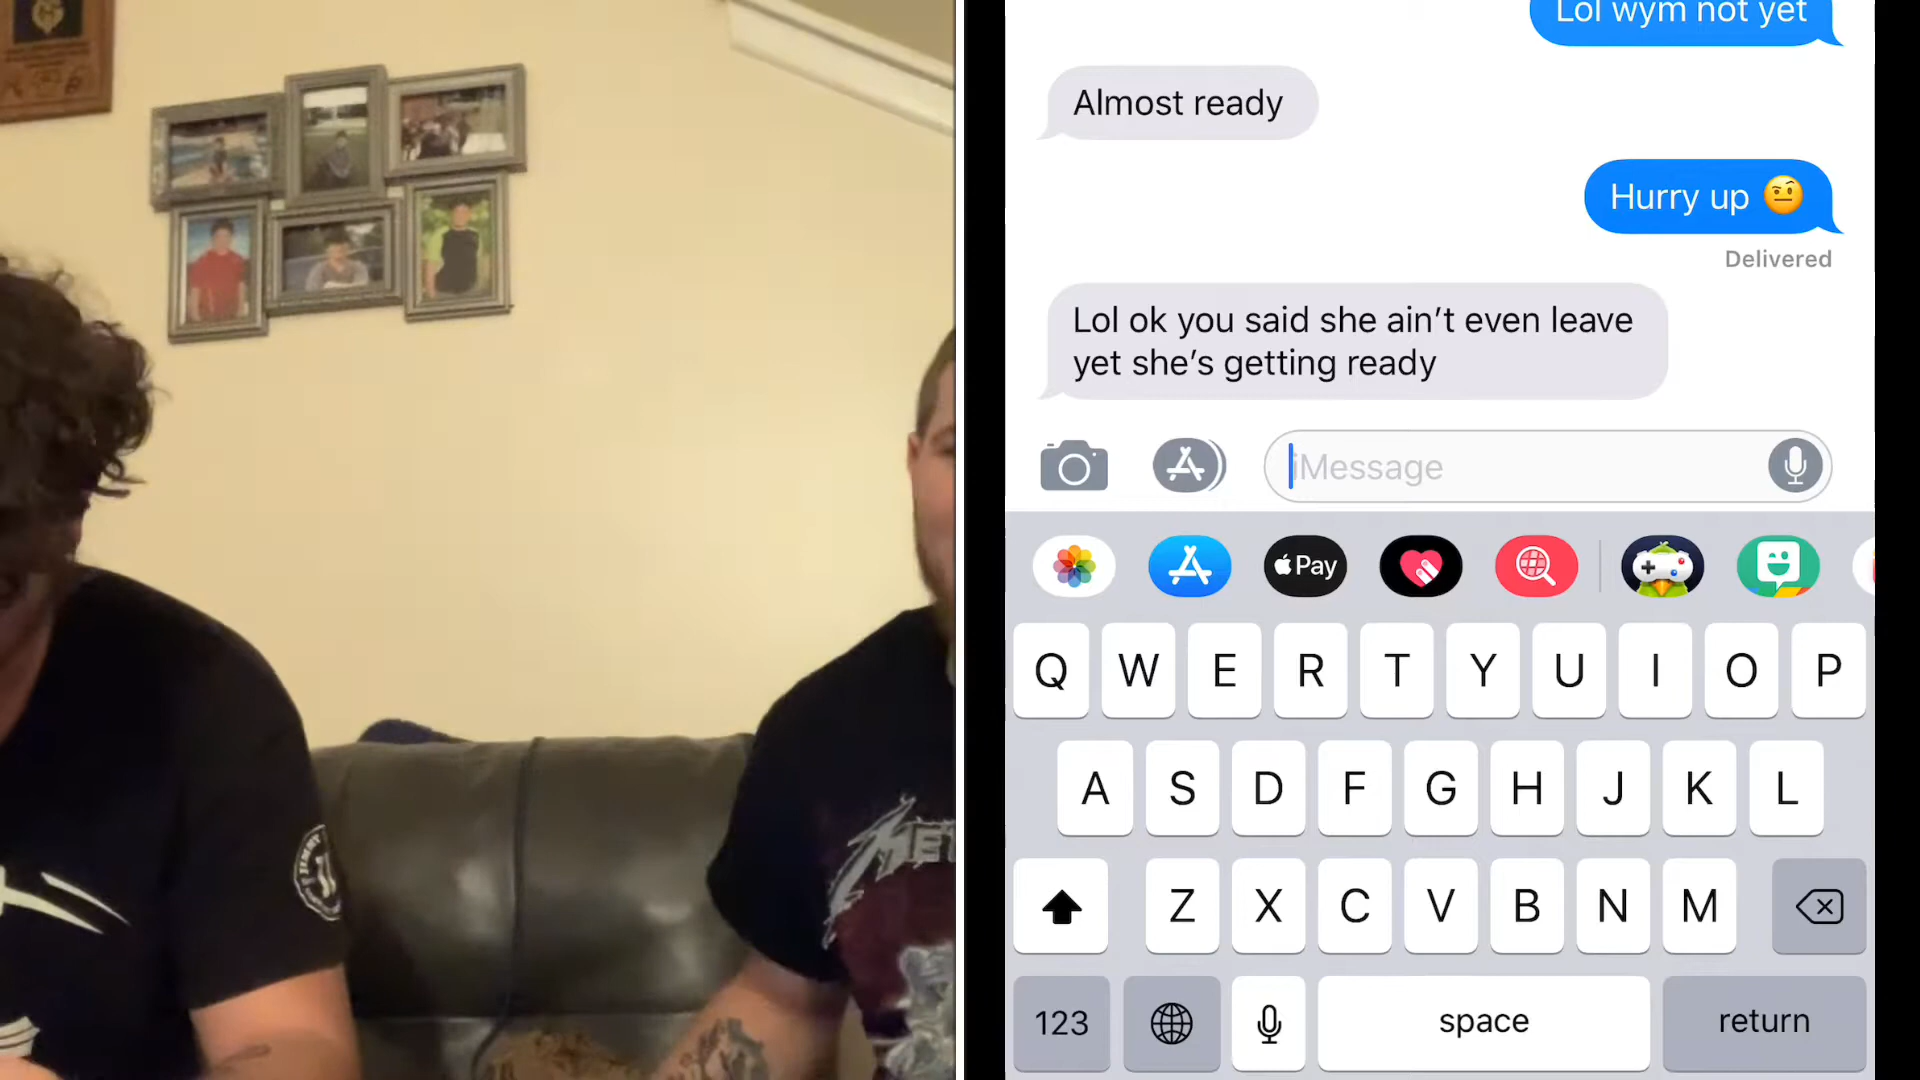 Lol wym not yet
Almost ready
Hurry up 🤨
Delivered
Lol ok you said she ain’t even leave
yet she’s getting ready
iMessage
Pay
Q W E R T Y U I O P
A S D F G H J K L
Z X C V B N M
123 space return
MET